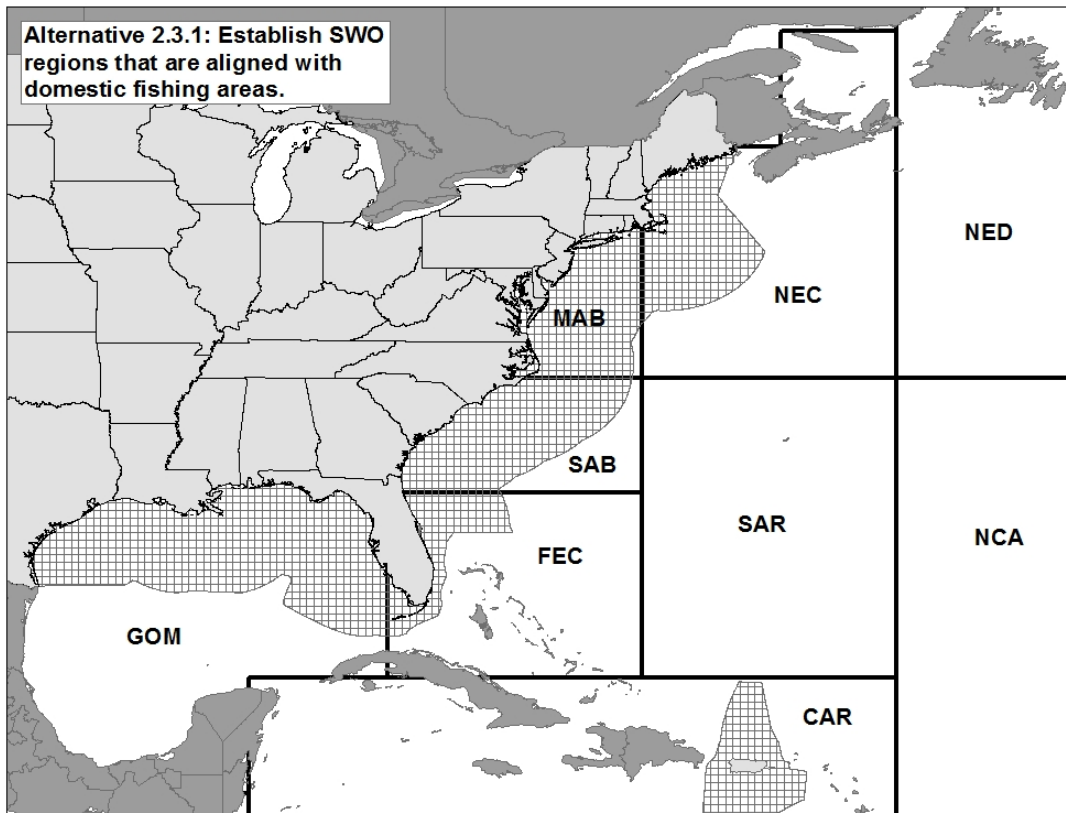 Alternative 2.3.1: Establish SWO
regions that are aligned with
domestic fishing areas.
NED
NEC
MAB
SAB
SAR
NCA
FEC
GOM
CAR